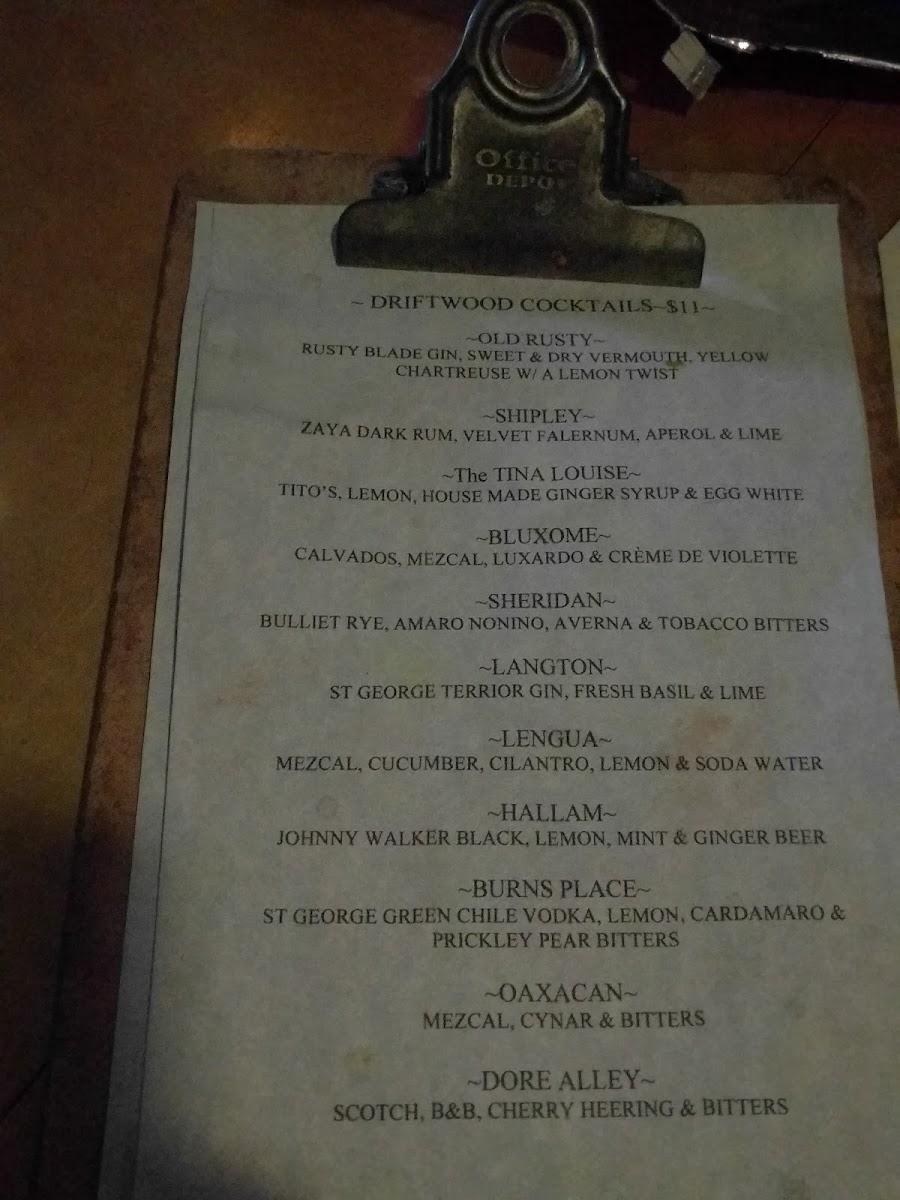 Office
DEPOT
~ DRIFTWOOD COCKTAILS~$11~
~OLD RUSTY~
RUSTY BLADE GIN, SWEET & DRY VERMOUTH, YELLOW
CHARTREUSE W/ A LEMON TWIST
~SHIPLEY~
ZAYA DARK RUM, VELVET FALERNUM, APEROL & LIME
~The TINA LOUISE~
TITO'S, LEMON, HOUSE MADE GINGER SYRUP & EGG WHITE
~BLUXOME~
CALVADOS, MEZCAL, LUXARDO & CRÈME DE VIOLETTE
~SHERIDAN~
BULLIET RYE, AMARO NONINO, AVERNA & TOBACCO BITTERS
~LANGTON~
ST GEORGE TERRIOR GIN, FRESH BASIL & LIME
~LENGUA~
MEZCAL, CUCUMBER, CILANTRO, LEMON & SODA WATER
~HALLAM~
JOHNNY WALKER BLACK, LEMON, MINT & GINGER BEER
~BURNS PLACE~
ST GEORGE GREEN CHILE VODKA, LEMON, CARDAMARO &
PRICKLY PEAR BITTERS
~OAXACAN~
MEZCAL, CYNAR & BITTERS
~DORE ALLEY~
SCOTCH, B&B, CHERRY HEERING & BITTERS